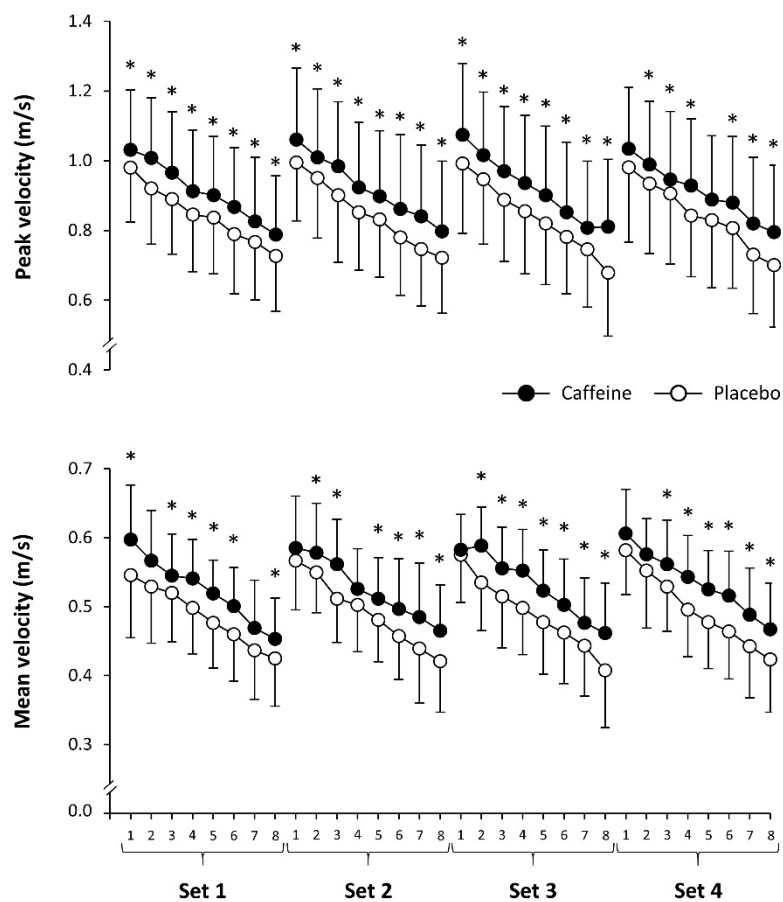 Peak velocity (m/s)
1.4
1.2
1.0
0.8
0.6
0.4
* * * * * * * *
* * * * * * * *
* * * * * * * *
* * * * * *
Caffeine
Placebo
Mean velocity (m/s)
0.7
0.6
0.5
0.4
0.3
0.0
* * * * * *
* * * * * *
* * * * * * *
* * * * * *
1 2 3 4 5 6 7 8 1 2 3 4 5 6 7 8 1 2 3 4 5 6 7 8 1 2 3 4 5 6 7 8
Set 1 Set 2 Set 3 Set 4